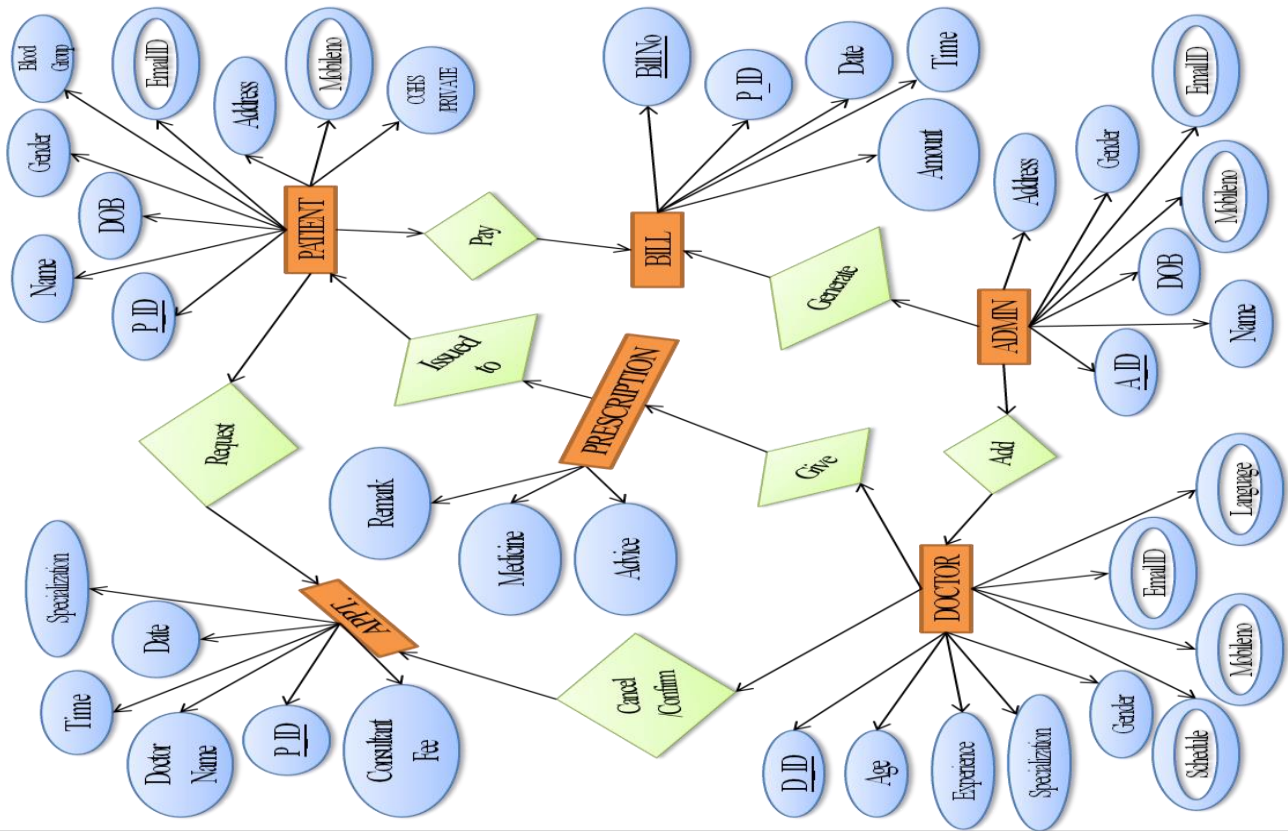 Blood
Group
EmailID
Address
Mobileno
CGHS
PRIVATE
Gender
DOB
Name
P_ID
PATIENT
Pay
BillNo
P_ID
Date
Time
Amount
BILL
Generate
Address
Gender
EmailID
Mobileno
DOB
Name
A_ID
ADMIN
Issued
to
PRESCRIPTION
Remark
Medicine
Advice
Give
Add
Request
APPT.
Specialization
Date
Time
Doctor
Name
P_ID
Consultant
Fee
Cancel
/Confirm
DOCTOR
D_ID
Age
Experience
Specialization
Gender
Schedule
Mobileno
EmailID
Language